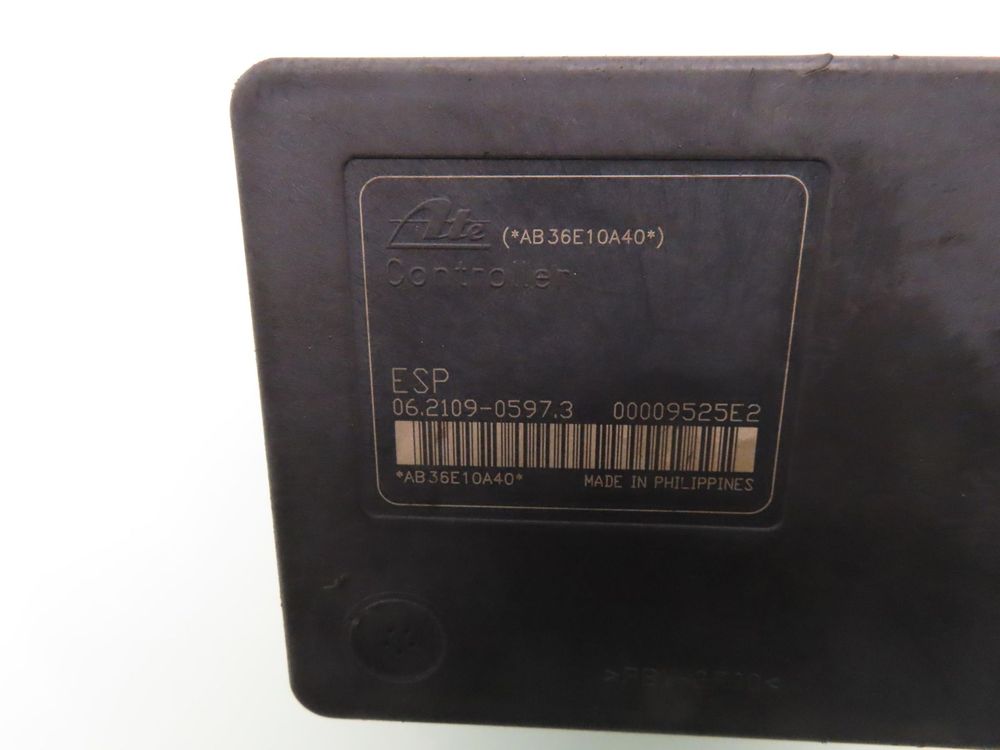 Ate (*AB36E10A40*)
Controller
ESP
06.2109-0597.3 00009525E2
*AB36E10A40* MADE IN PHILIPPINES